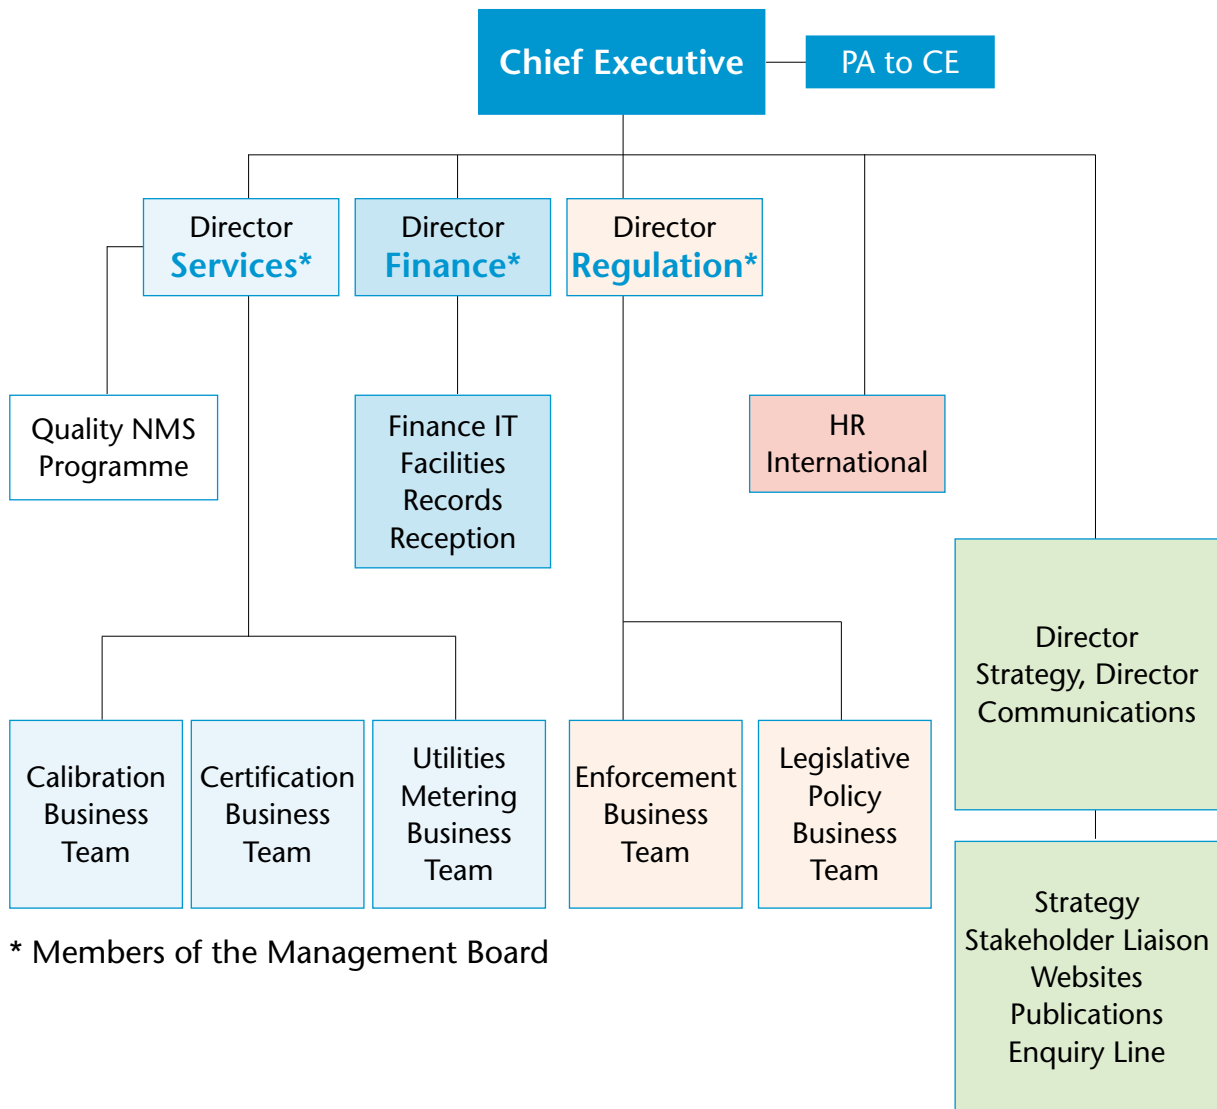 Chief Executive
PA to CE
Director
Services*
Director
Finance*
Director
Regulation*
Quality NMS
Programme
Finance IT
Facilities
Records
Reception
HR
International
Director
Strategy, Director
Communications
Calibration
Business
Team
Certification
Business
Team
Utilities
Metering
Business
Team
Enforcement
Business
Team
Legislative
Policy
Business
Team
Strategy
Stakeholder Liaison
Websites
Publications
Enquiry Line
* Members of the Management Board